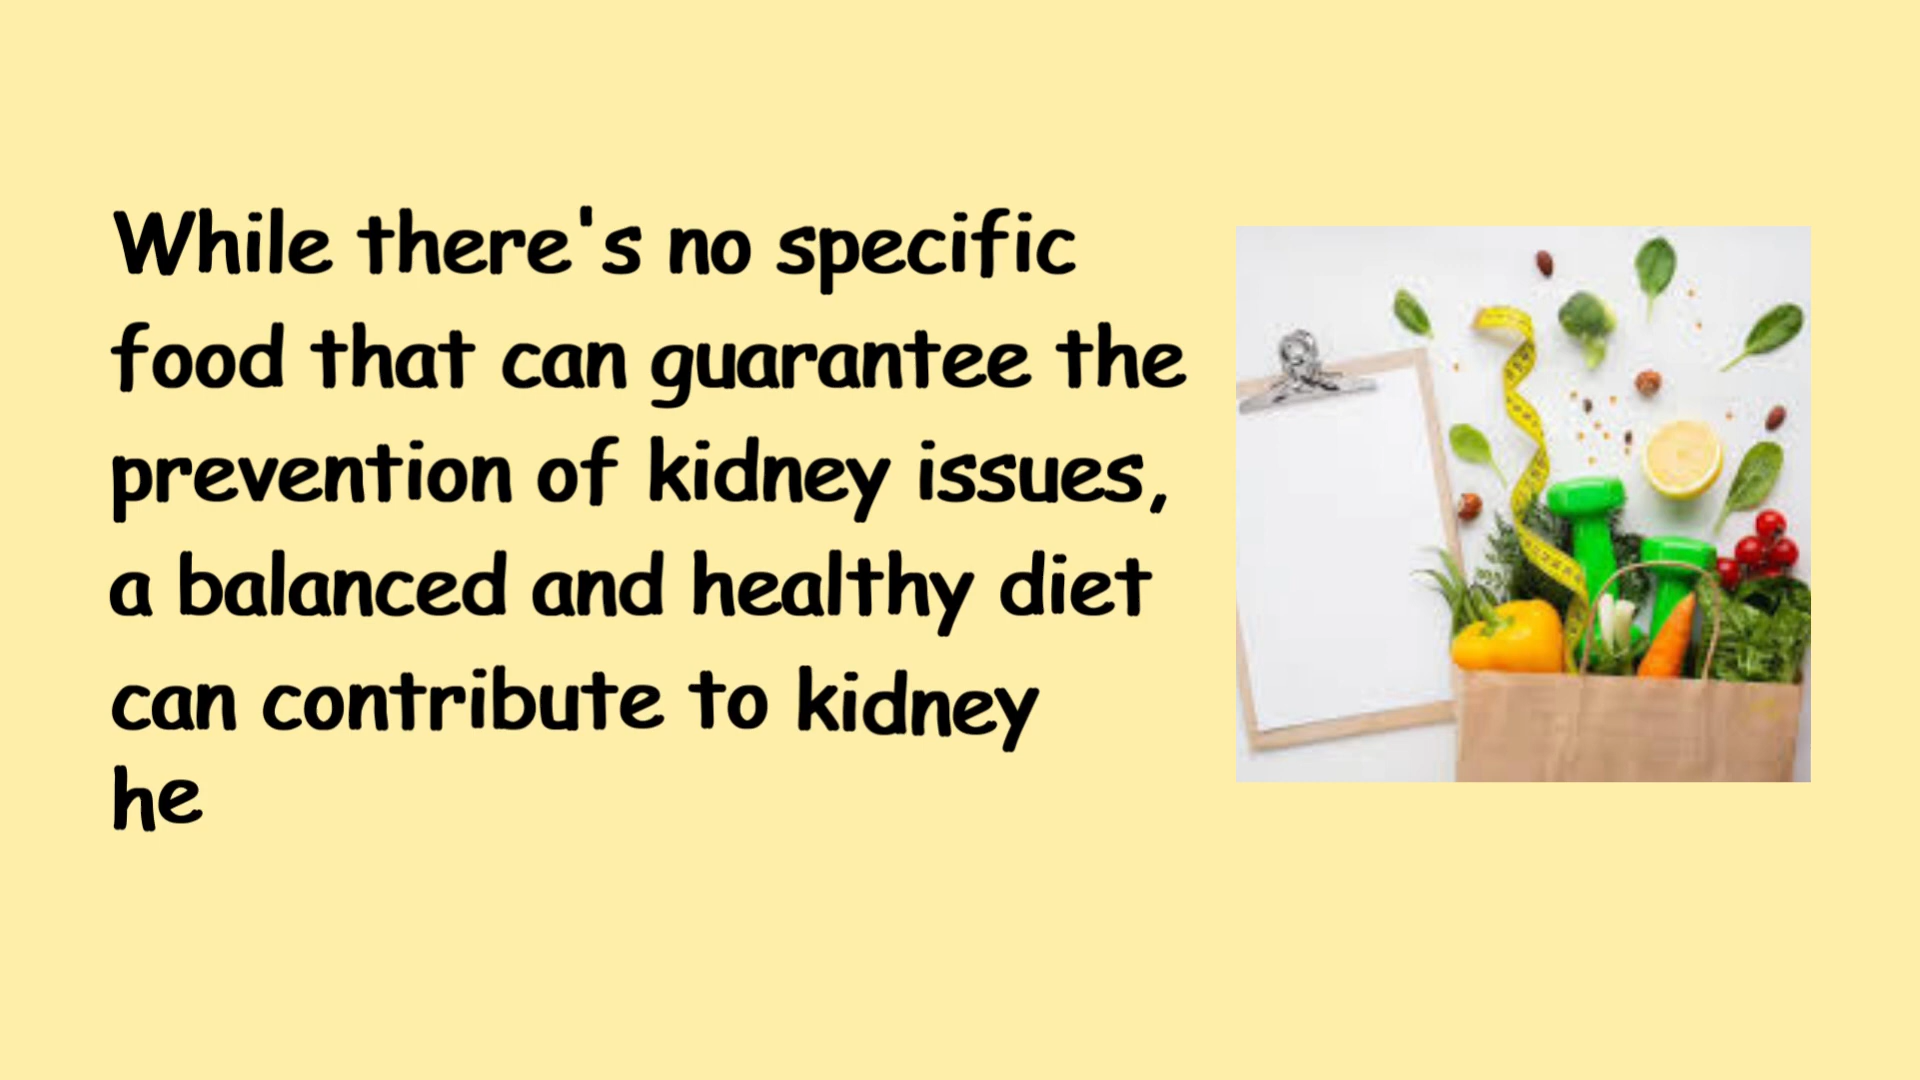 While there's no specific
food that can guarantee the
prevention of kidney issues,
a balanced and healthy diet
can contribute to kidney
he